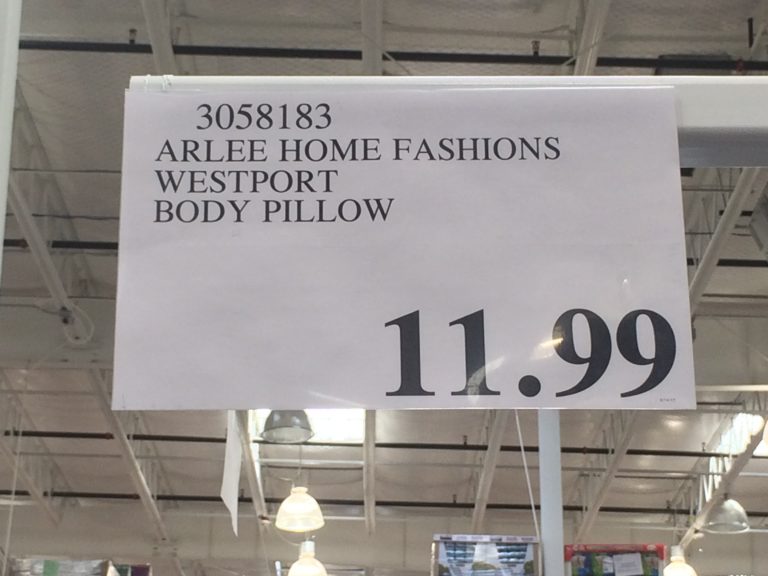 3058183
ARLEE HOME FASHIONS
WESTPORT
BODY PILLOW
11.99